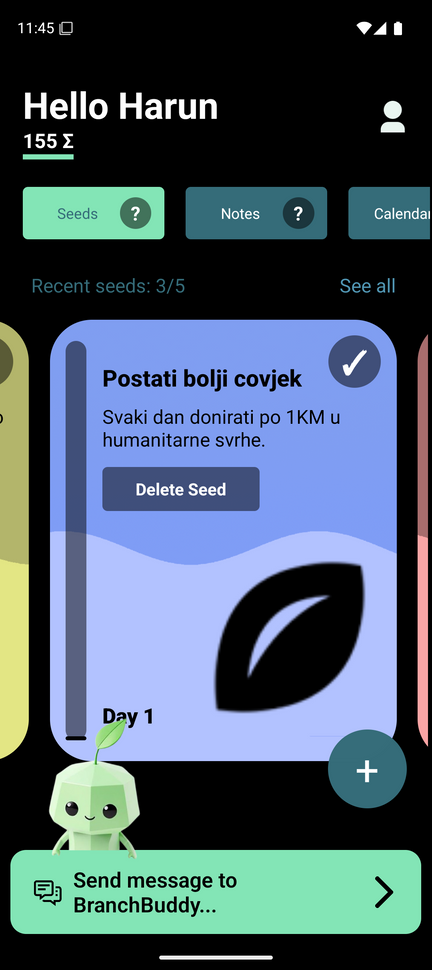 11:45
Hello Harun
155 Σ
Seeds ?
Notes ?
Calendar
Recent seeds: 3/5
See all
Postati bolji covjek
Svaki dan donirati po 1KM u
humanitarne svrhe.
Delete Seed
Day 1
+
Send message to
BranchBuddy...